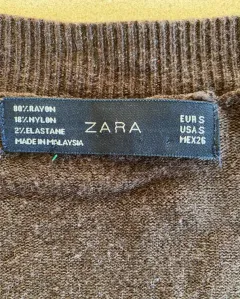 80% RAYON
18% NYLON
2% ELASTANE
MADE IN MALAYSIA
ZARA
EUR S
USA S
MEX 26